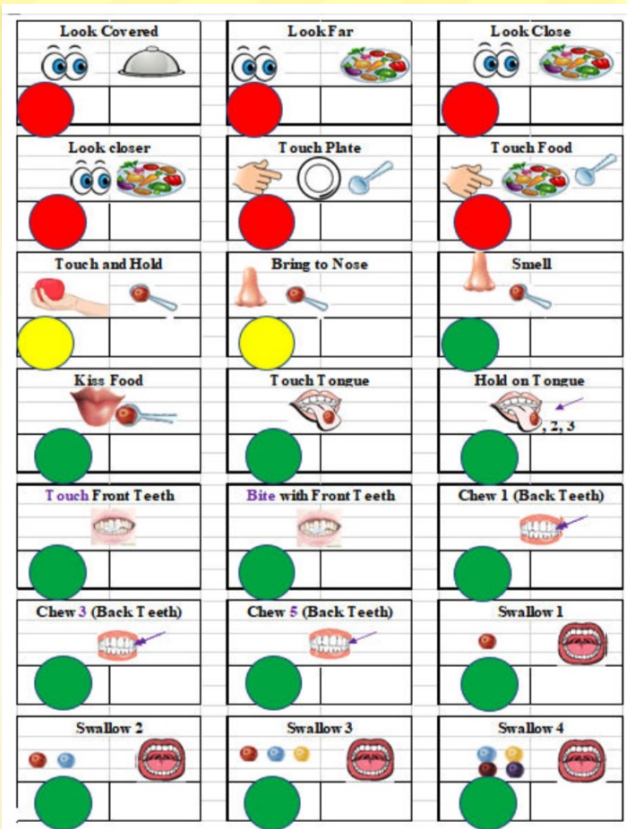 Look Covered
Look Far
Look Close
Look closer
Touch Plate
Touch Food
Touch and Hold
Bring to Nose
Smell
Kiss Food
Touch Tongue
Hold on Tongue
, 2, 3
Touch Front Teeth
Bite with Front Teeth
Chew 1 (Back Teeth)
Chew 3 (Back Teeth)
Chew 5 (Back Teeth)
Swallow 1
Swallow 2
Swallow 3
Swallow 4